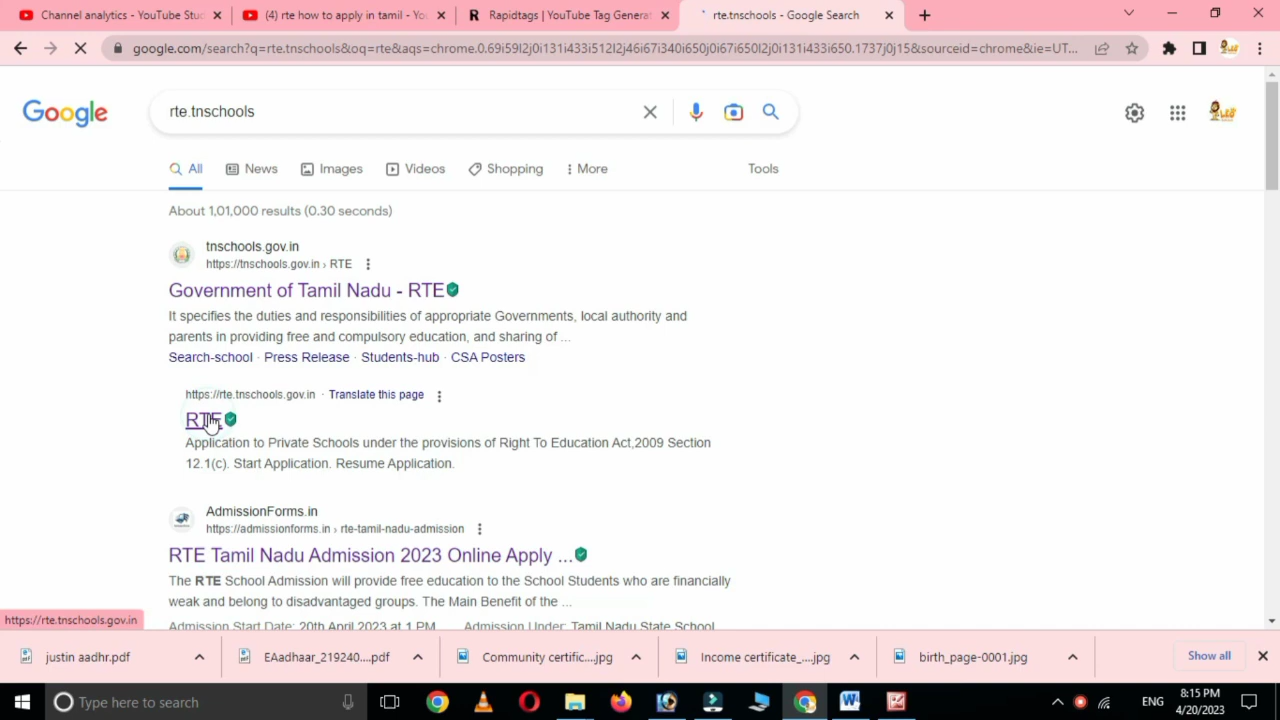 Channel analytics - YouTube Stud
(4) rte how to apply in tamil - You
Rapidtags | YouTube Tag Generat
rte.tnschools - Google Search
google.com/search?q=rte.tnschools&oq=rte&aqs=chrome.0.69i59l2j0i131i433i512l2j46i67i340i650j0i67i650l2j0i131i433i650.1737j0j15&sourceid=chrome&ie=UT...
Google
rte.tnschools
All
News
Images
Videos
Shopping
More
Tools
About 1,01,000 results (0.30 seconds)
tnschools.gov.in
https://tnschools.gov.in › RTE
Government of Tamil Nadu - RTE
It specifies the duties and responsibilities of appropriate Governments, local authority and
parents in providing free and compulsory education, and sharing of ...
Search-school · Press Release · Students-hub · CSA Posters
https://rte.tnschools.gov.in · Translate this page
RTE
Application to Private Schools under the provisions of Right To Education Act,2009 Section
12.1(c). Start Application. Resume Application.
AdmissionForms.in
https://admissionforms.in › rte-tamil-nadu-admission
RTE Tamil Nadu Admission 2023 Online Apply ...
The RTE School Admission will provide free education to the School Students who are financially
weak and belong to disadvantaged groups. The Main Benefit of the ...
Admission Start Date: 20th April 2023 at 1 PM Admission Under: Tamil Nadu State School
https://rte.tnschools.gov.in
justin aadhr.pdf
EAadhaar_219240....pdf
Community certific....jpg
Income certificate_....jpg
birth_page-0001.jpg
Show all
Type here to search
ENG
8:15 PM
4/20/2023